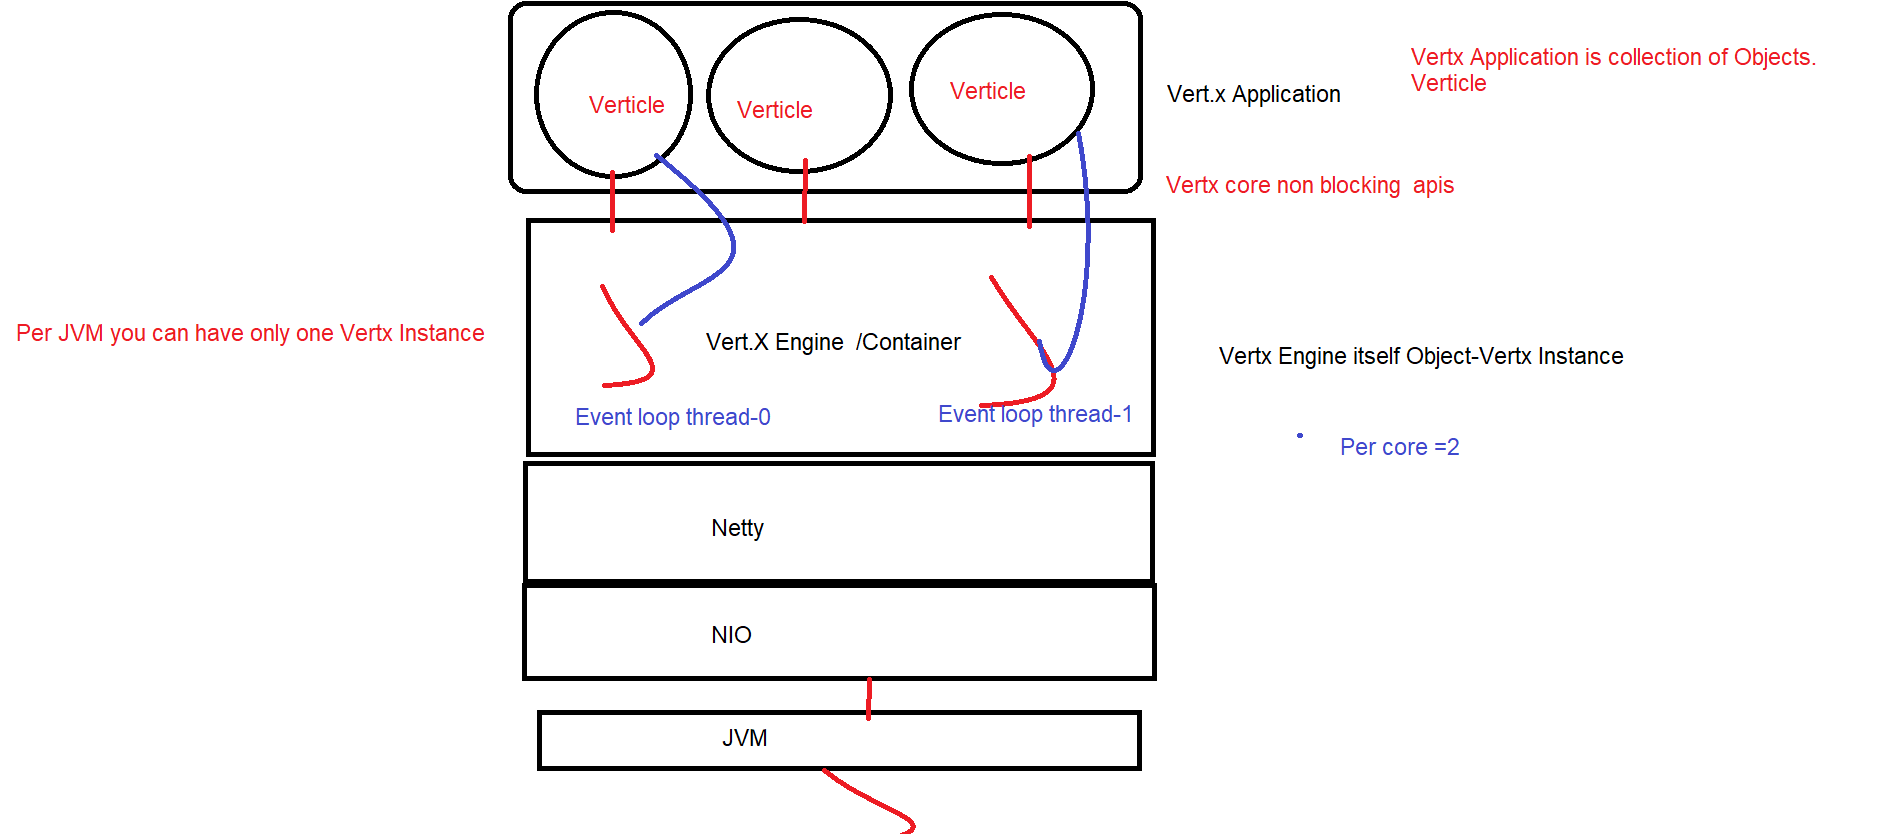 Vertx Application is collection of Objects.
Verticle
Verticle
Verticle
Verticle
Vert.x Application
Vertx core non blocking  apis
Per JVM you can have only one Vertx Instance
Vert.X Engine  /Container
Vertx Engine itself Object-Vertx Instance
Event loop thread-0
Event loop thread-1
Per core =2
Netty
NIO
JVM